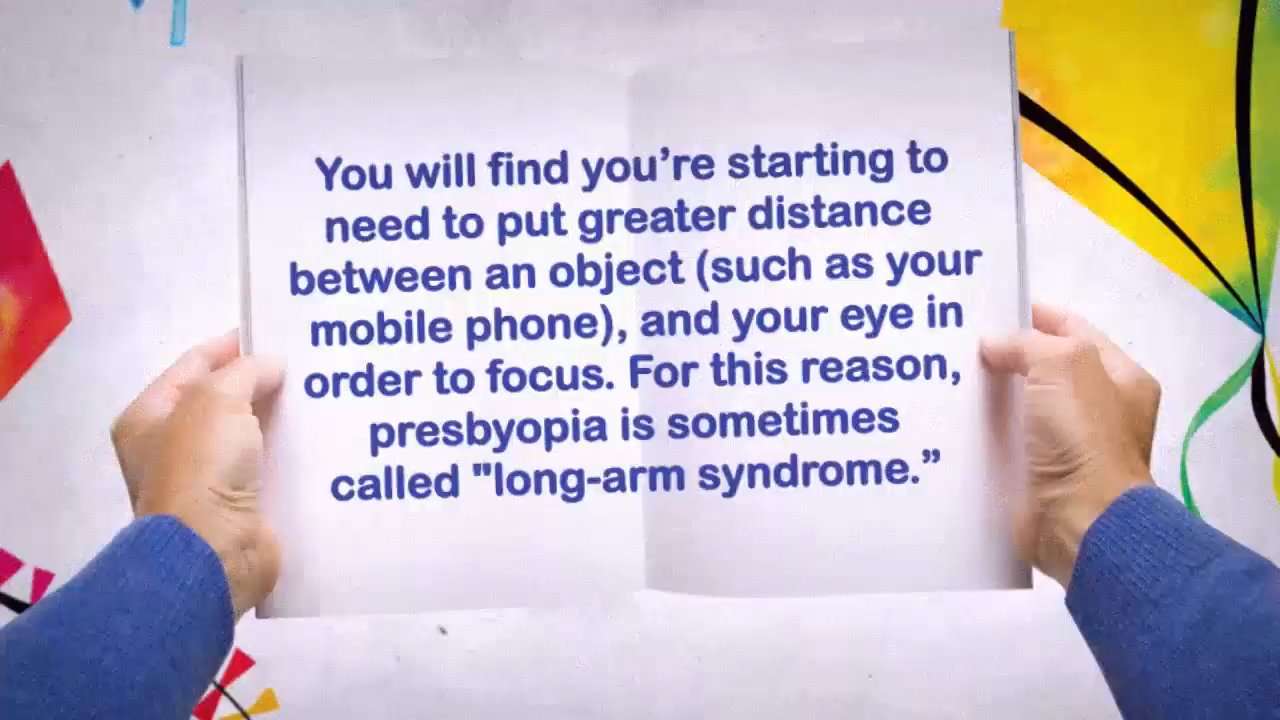 You will find you’re starting to
need to put greater distance
between an object (such as your
mobile phone), and your eye in
order to focus. For this reason,
presbyopia is sometimes
called "long-arm syndrome.”